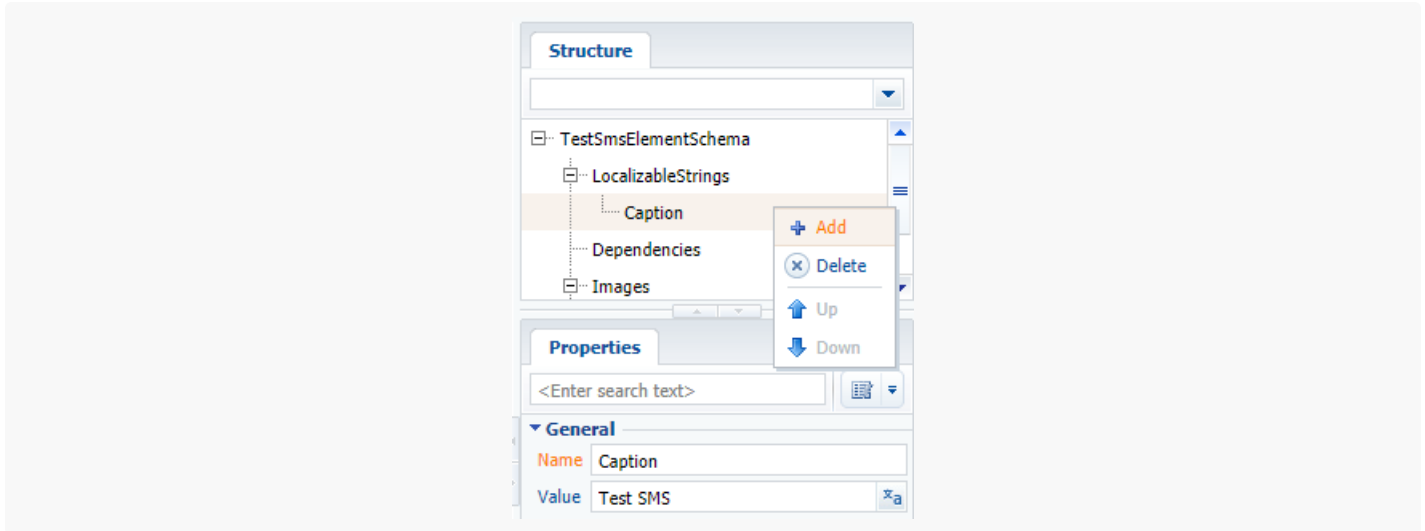 Structure
TestSmsElementSchema
LocalizableStrings
Caption
Add
Dependencies
Delete
Images
Up
Properties
Down
<Enter search text>
General
Name Caption
Value Test SMS